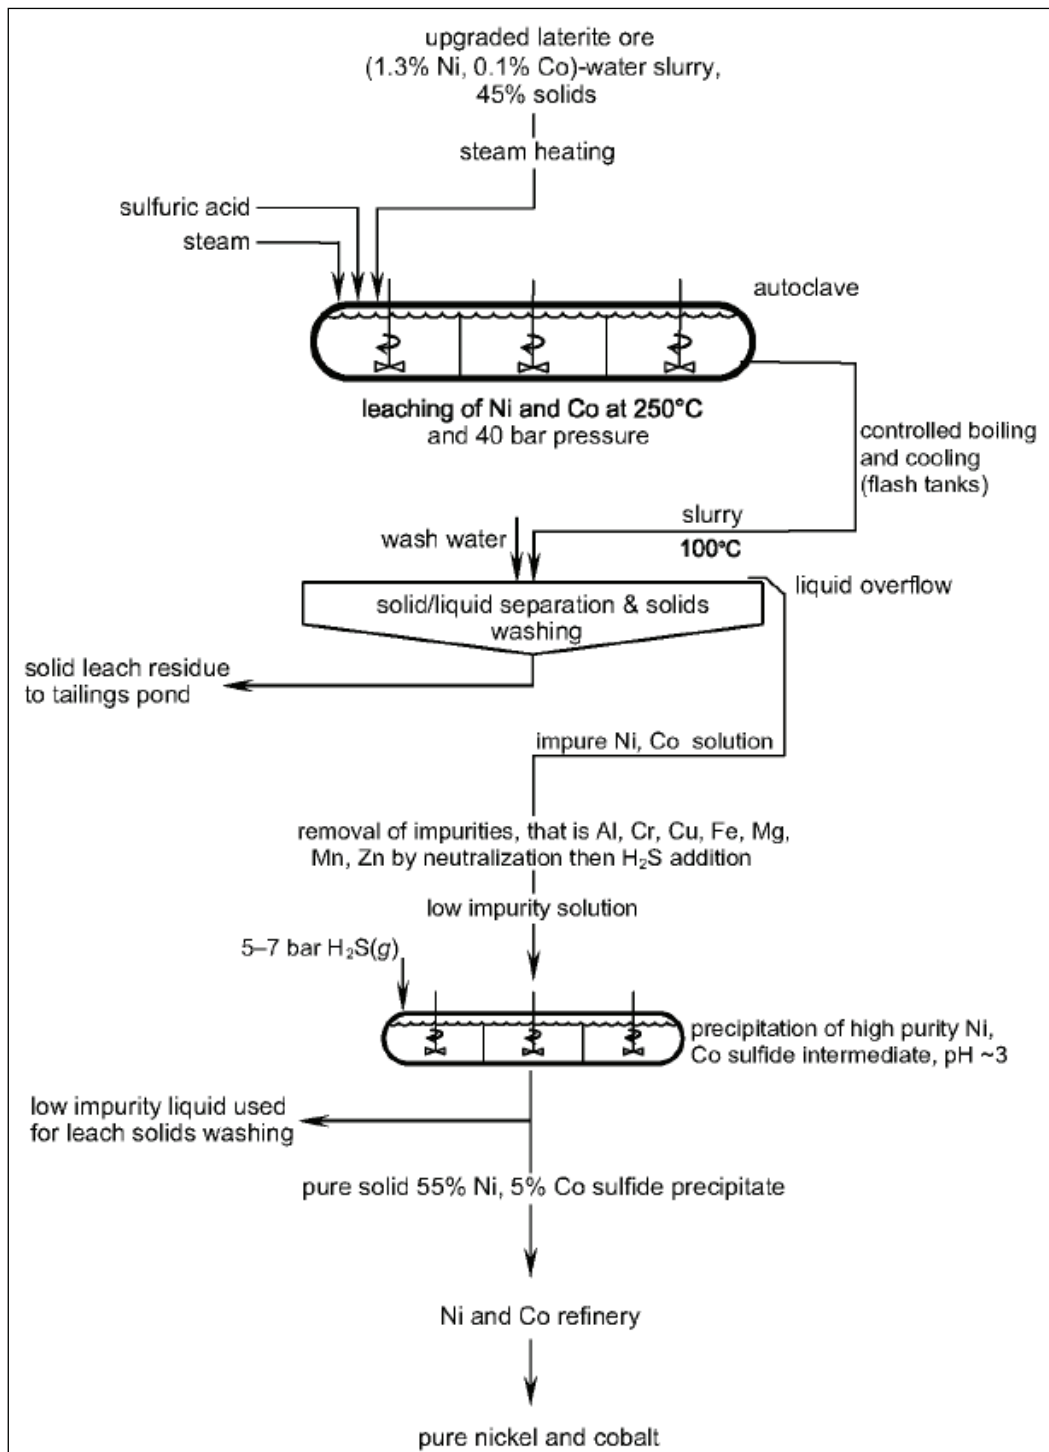 upgraded laterite ore
(1.3% Ni, 0.1% Co)-water slurry,
45% solids
steam heating
sulfuric acid
steam
autoclave
leaching of Ni and Co at 250°C
and 40 bar pressure
controlled boiling
and cooling
(flash tanks)
slurry
wash water
100°C
liquid overflow
solid/liquid separation & solids
washing
solid leach residue
to tailings pond
impure Ni, Co solution
removal of impurities, that is Al, Cr, Cu, Fe, Mg,
Mn, Zn by neutralization then H₂S addition
low impurity solution
5–7 bar H₂S(g)
precipitation of high purity Ni,
Co sulfide intermediate, pH ~3
low impurity liquid used
for leach solids washing
pure solid 55% Ni, 5% Co sulfide precipitate
Ni and Co refinery
pure nickel and cobalt